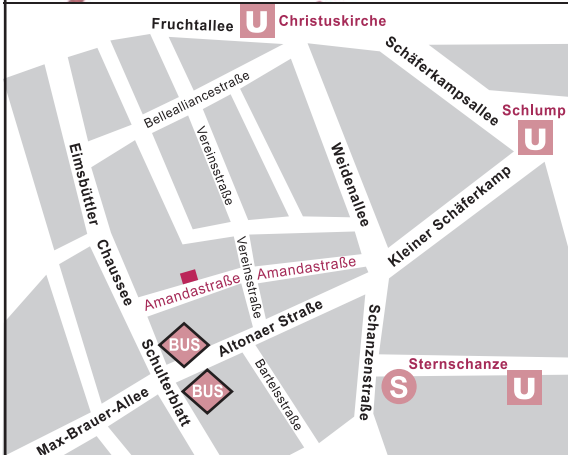 Fruchtallee
U Christuskirche
Schäferkampsallee
Schlump
U
Bellealliancestraße
Vereinsstraße
Weidenallee
Eimsbüttler Chaussee
Kleiner Schäferkamp
Vereinsstraße
Amandastraße
Amandastraße
Altonaer Straße
BUS
BUS
Schulterblatt
Max-Brauer-Allee
Bartelsstraße
Schanzenstraße
Sternschanze
S
U